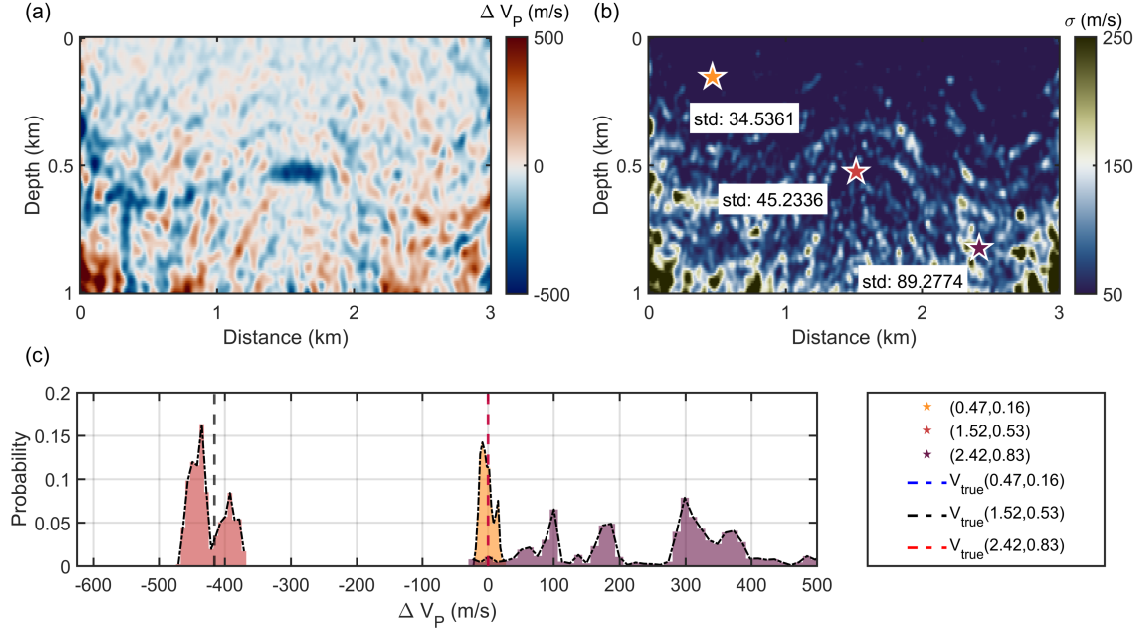 (a)
Δ V_P (m/s)
0
0.5
1
Depth (km)
0
1
2
3
Distance (km)
500
0
-500
(b)
σ (m/s)
0
0.5
1
Depth (km)
std: 34.5361
std: 45.2336
std: 89.2774
0
1
2
3
Distance (km)
250
150
50
(c)
0.2
0.15
0.1
0.05
0
Probability
-600
-500
-400
-300
-200
-100
0
100
200
300
400
500
Δ V_P (m/s)
(0.47,0.16)
(1.52,0.53)
(2.42,0.83)
V_true(0.47,0.16)
V_true(1.52,0.53)
V_true(2.42,0.83)